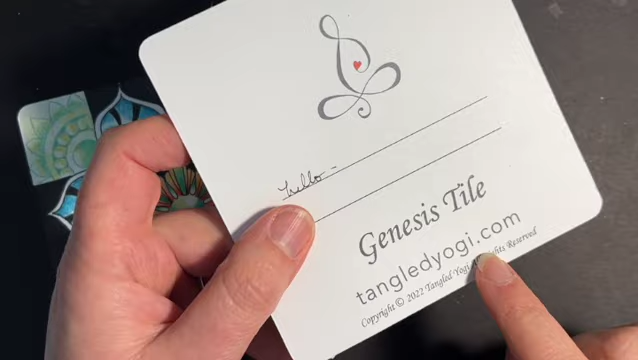 hello -
Genesis Tile
tangledyogi.com
Copyright © 2022 Tangled Yogi. Rights Reserved